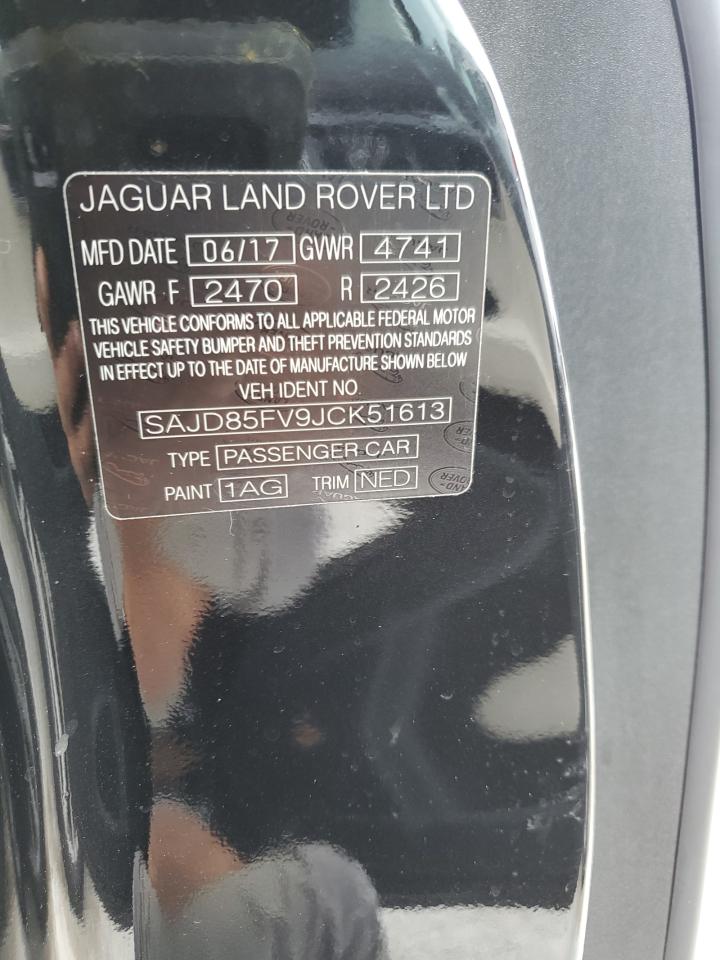 JAGUAR LAND ROVER LTD
MFD DATE 06/17 GVWR 4741
GAWR F 2470 R 2426
THIS VEHICLE CONFORMS TO ALL APPLICABLE FEDERAL MOTOR
VEHICLE SAFETY BUMPER AND THEFT PREVENTION STANDARDS
IN EFFECT UP TO THE DATE OF MANUFACTURE SHOWN BELOW
VEH IDENT NO.
SAJD85FV9JCK51613
TYPE PASSENGER CAR
PAINT 1AG TRIM NED